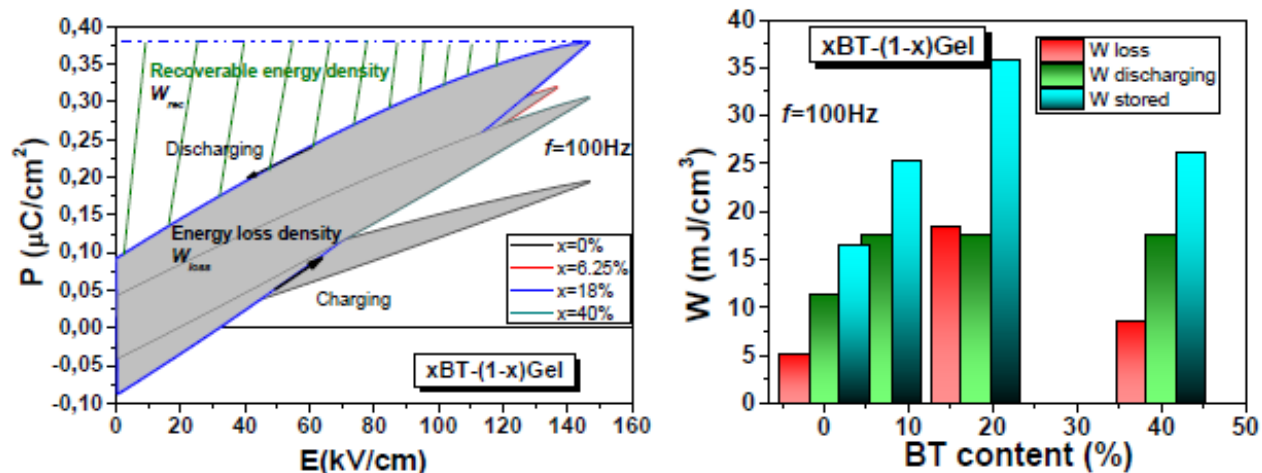 0,40
0,35
0,30
0,25
0,20
0,15
0,10
0,05
0,00
-0,05
-0,10
P (μC/cm²)
Recoverable energy density
W_rec
Discharging
f=100Hz
Energy loss density
W_loss
Charging
x=0%
x=6.25%
x=18%
x=40%
xBT-(1-x)Gel
0 20 40 60 80 100 120 140 160
E(kV/cm)
40
35
30
25
20
15
10
5
0
W (mJ/cm³)
xBT-(1-x)Gel
f=100Hz
W loss
W discharging
W stored
0 10 20 30 40 50
BT content (%)